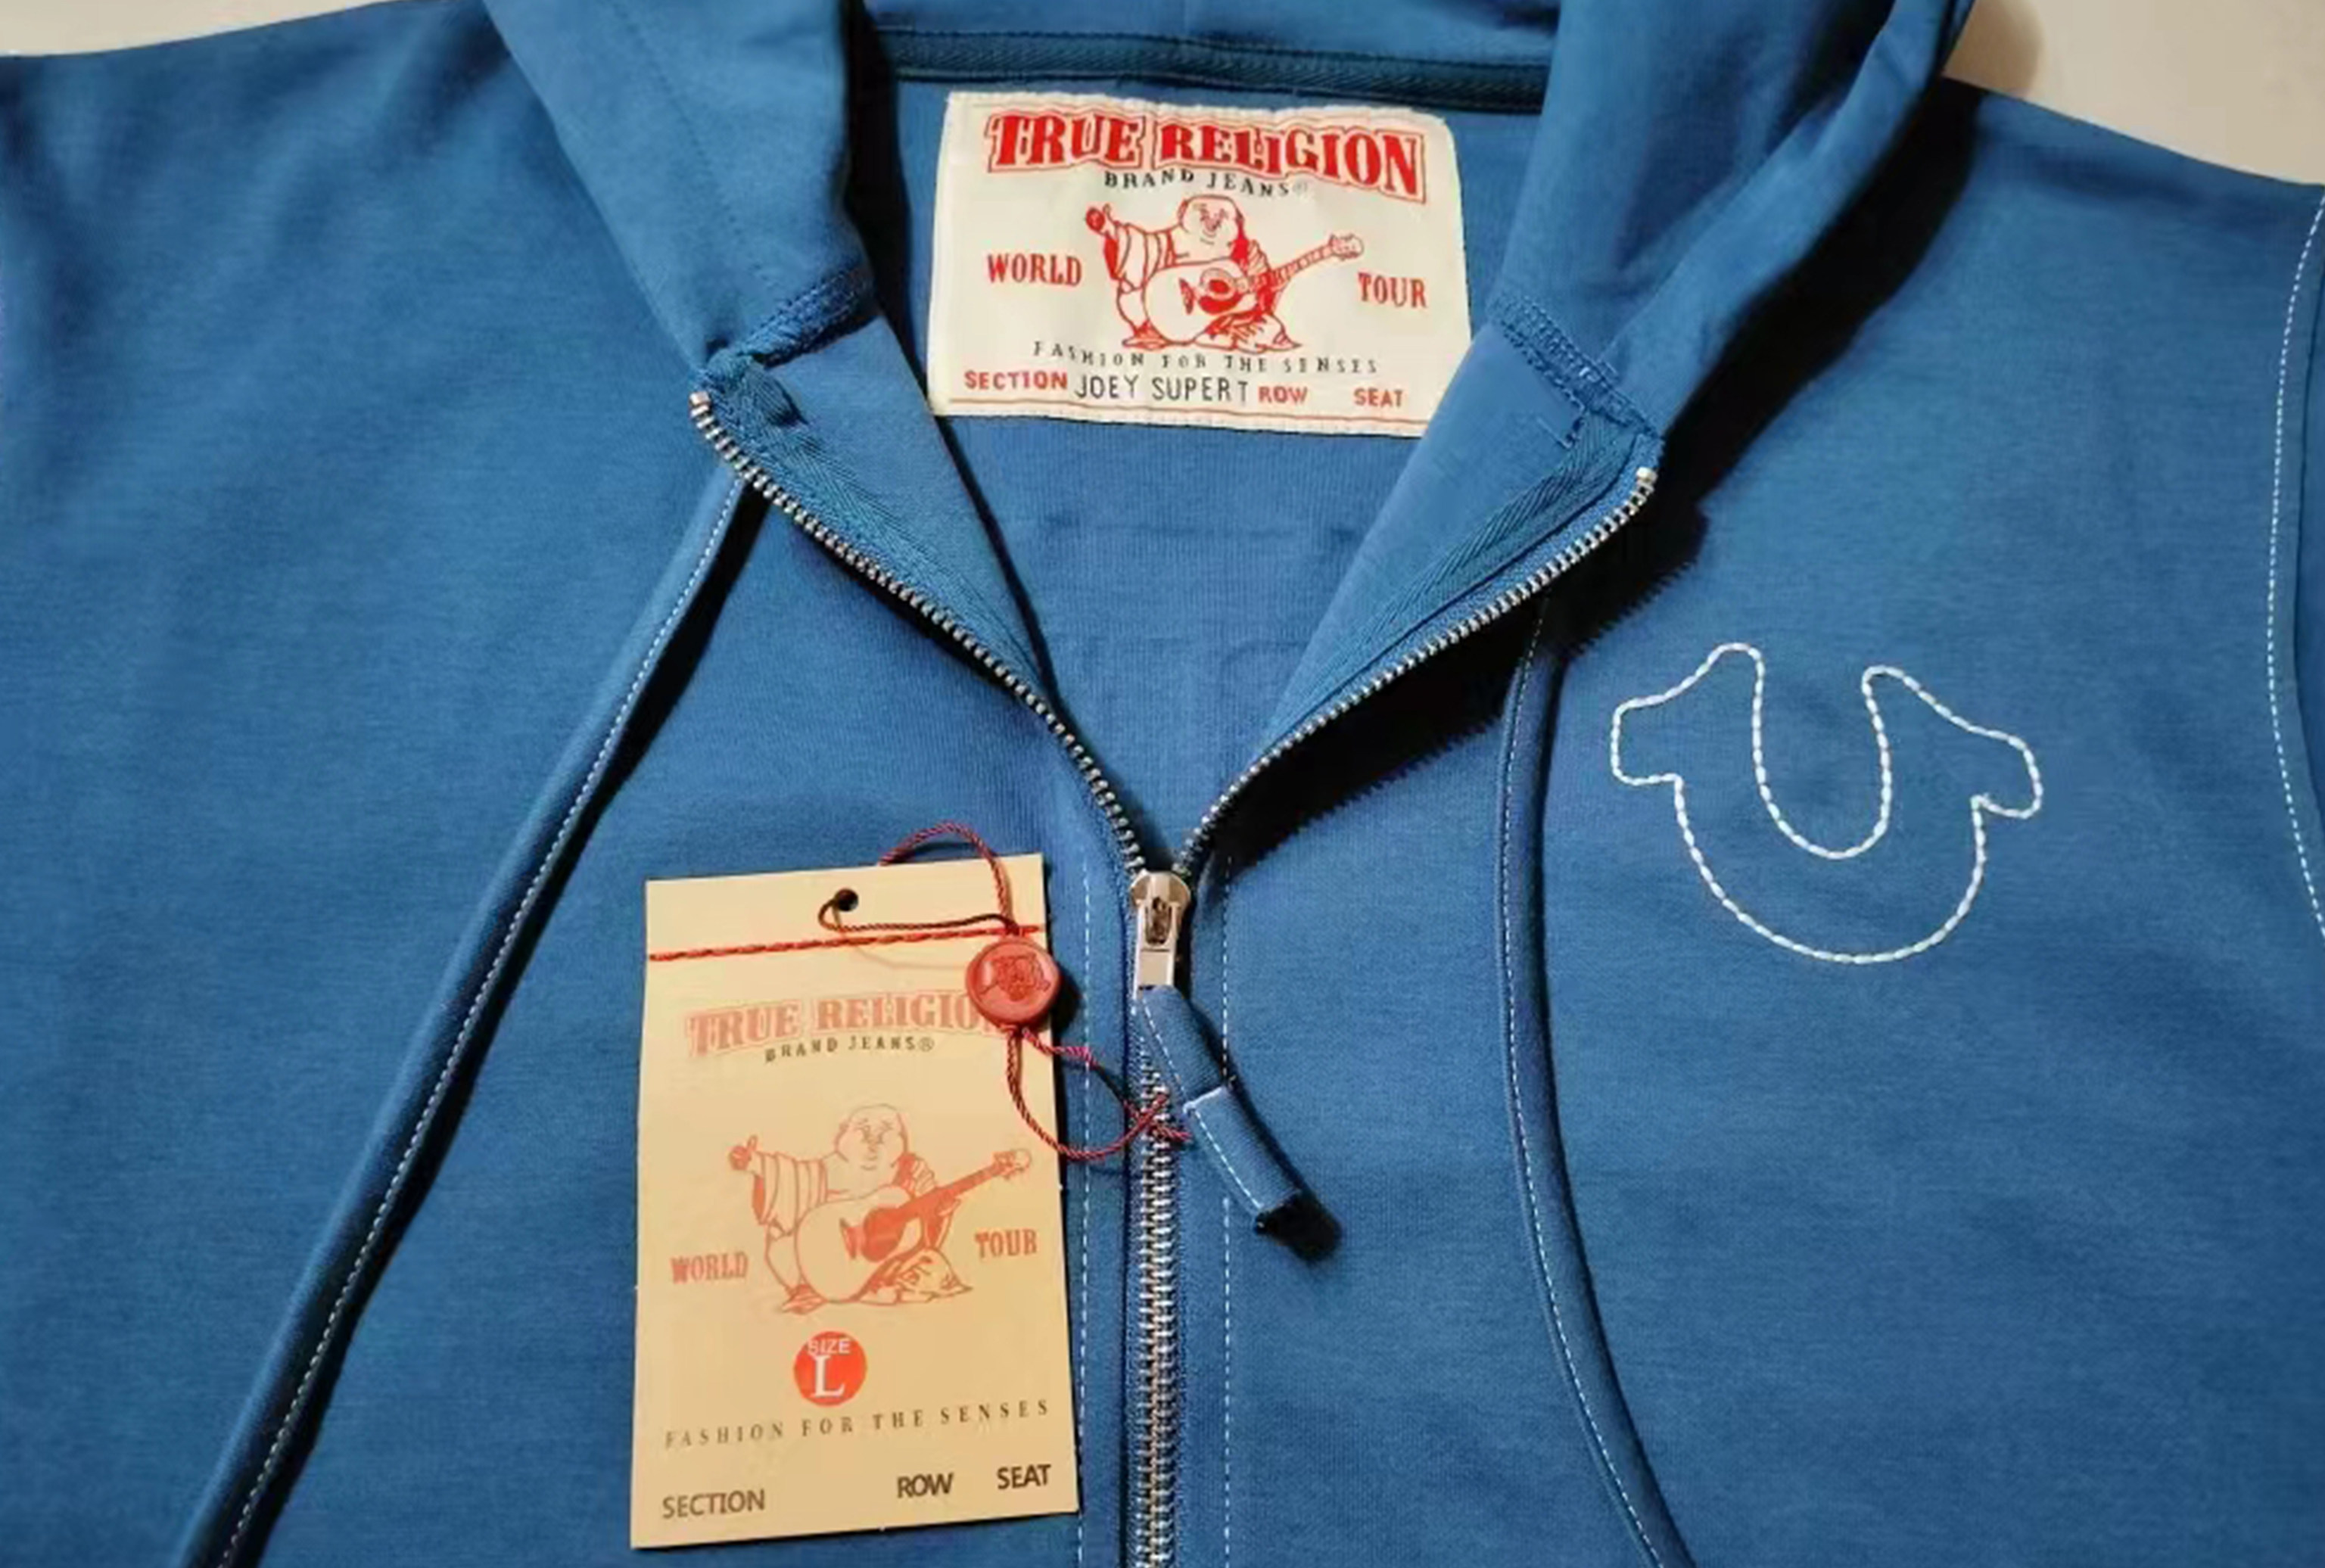 TRUE RELIGION
BRAND JEANS®
WORLD TOUR
FASHION FOR THE SENSES
SECTION JOEY SUPERT ROW SEAT
TRUE RELIGIO
BRAND JEANS®
WORLD TOUR
SIZE
L
FASHION FOR THE SENSES
SECTION ROW SEAT